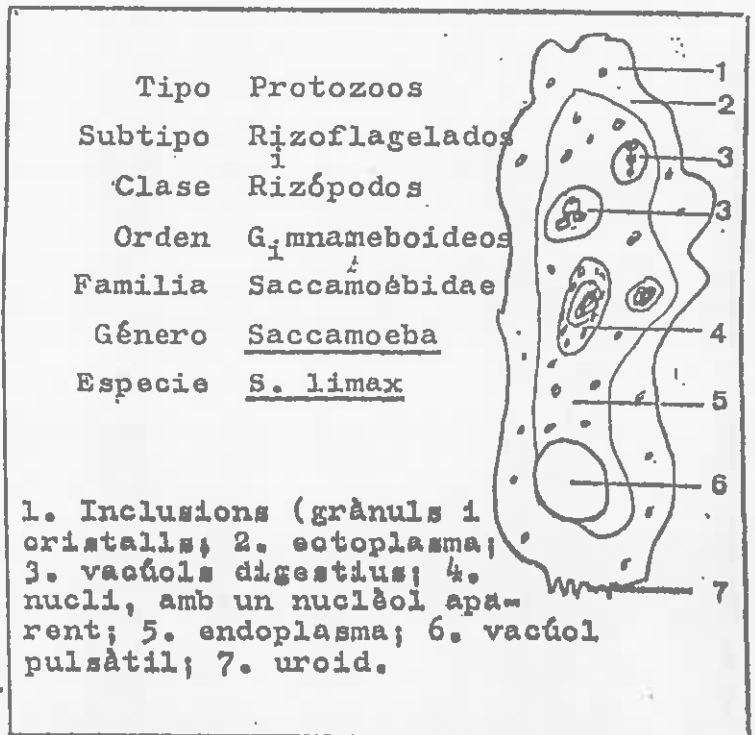 Tipo Protozoos
Subtipo Rizoflagelados
Clase Rizópodos
Orden Gimnameboideos
Familia Saccamoebidae
Género Saccamoeba
Especie S. limax
1
2
3
3
4
5
6
7
1. Inclusions (grànuls i
cristalls; 2. ectoplasma;
3. vacúols digestius; 4.
nucli, amb un nuclèol apa-
rent; 5. endoplasma; 6. vacúol
pulsàtil; 7. uroid.